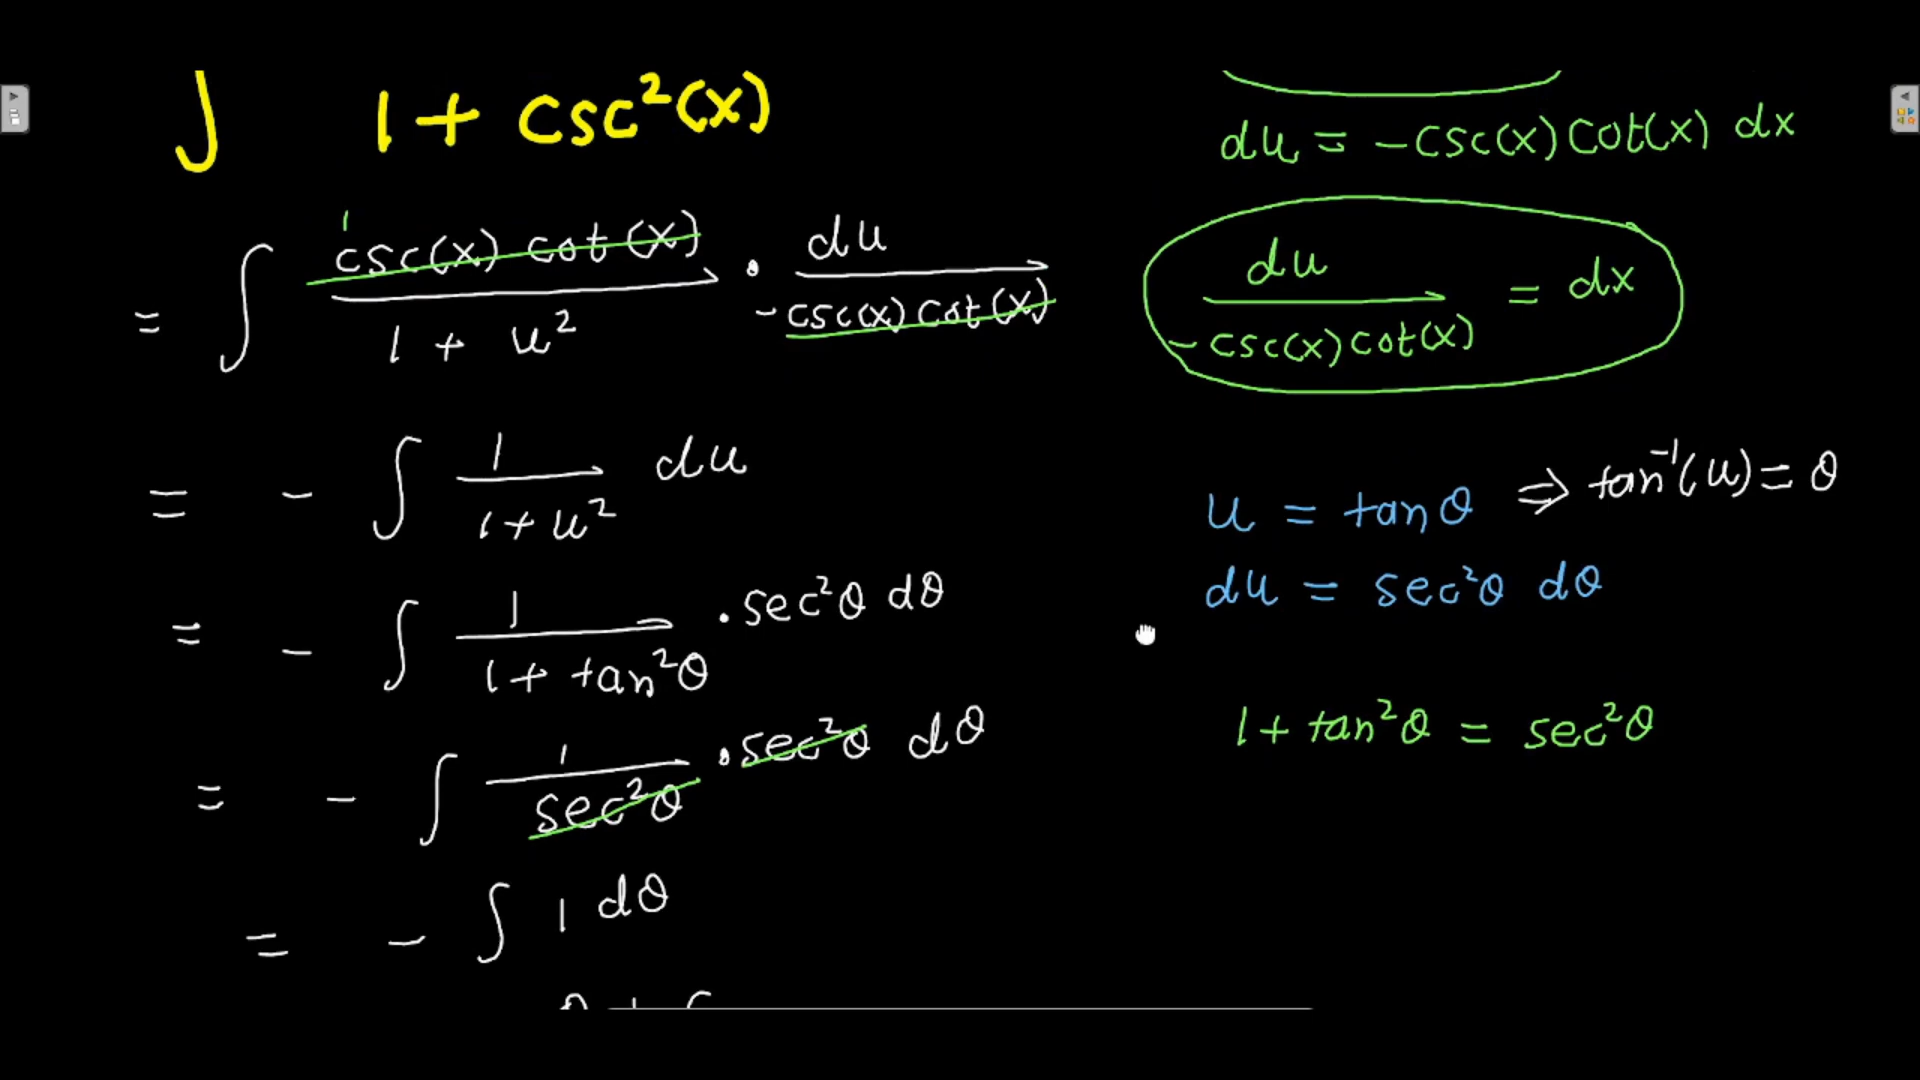 ∫ 1 + csc²(x)
du = -csc(x) cot(x) dx
= ∫ csc(x) cot(x) / 1 + u² · du / -csc(x) cot(x)
1
du / -csc(x) cot(x) = dx
= - ∫ 1 / 1 + u² du
u = tan θ ⇒ tan⁻¹(u) = θ
du = sec²θ dθ
= - ∫ 1 / 1 + tan²θ · sec²θ dθ
1 + tan²θ = sec²θ
= - ∫ 1 / sec²θ · sec²θ dθ
= - ∫ 1 dθ